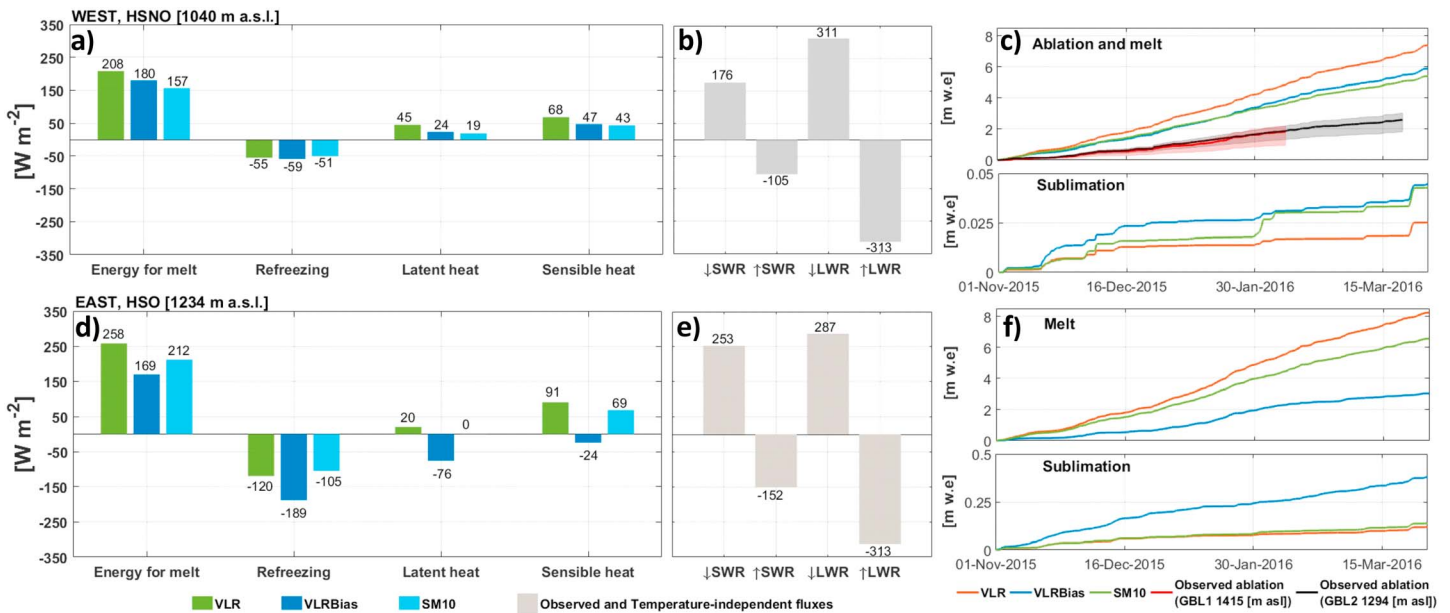 WEST, HSNO [1040 m a.s.l.]
a)
[W m-2]
350
250
150
50
-50
-150
-250
-350
208
180
157
-55
-59
-51
45
24
19
68
47
43
Energy for melt
Refreezing
Latent heat
Sensible heat
b)
176
-105
311
-313
↓SWR
↑SWR
↓LWR
↑LWR
c)
Ablation and melt
[m w.e]
8
6
4
2
0
Sublimation
[m w.e]
0.05
0.025
0
01-Nov-2015
16-Dec-2015
30-Jan-2016
15-Mar-2016
EAST, HSO [1234 m a.s.l.]
d)
[W m-2]
350
250
150
50
-50
-150
-250
-350
258
169
212
-120
-189
-105
20
-76
0
91
-24
69
Energy for melt
Refreezing
Latent heat
Sensible heat
e)
253
-152
287
-313
↓SWR
↑SWR
↓LWR
↑LWR
f)
Melt
[m w.e]
8
6
4
2
0
Sublimation
[m w.e]
0.5
0.25
0
01-Nov-2015
16-Dec-2015
30-Jan-2016
15-Mar-2016
VLR
VLRBias
SM10
Observed and Temperature-independent fluxes
VLR
VLRBias
SM10
Observed ablation
(GBL1 1415 [m asl])
Observed ablation
(GBL2 1294 [m asl])